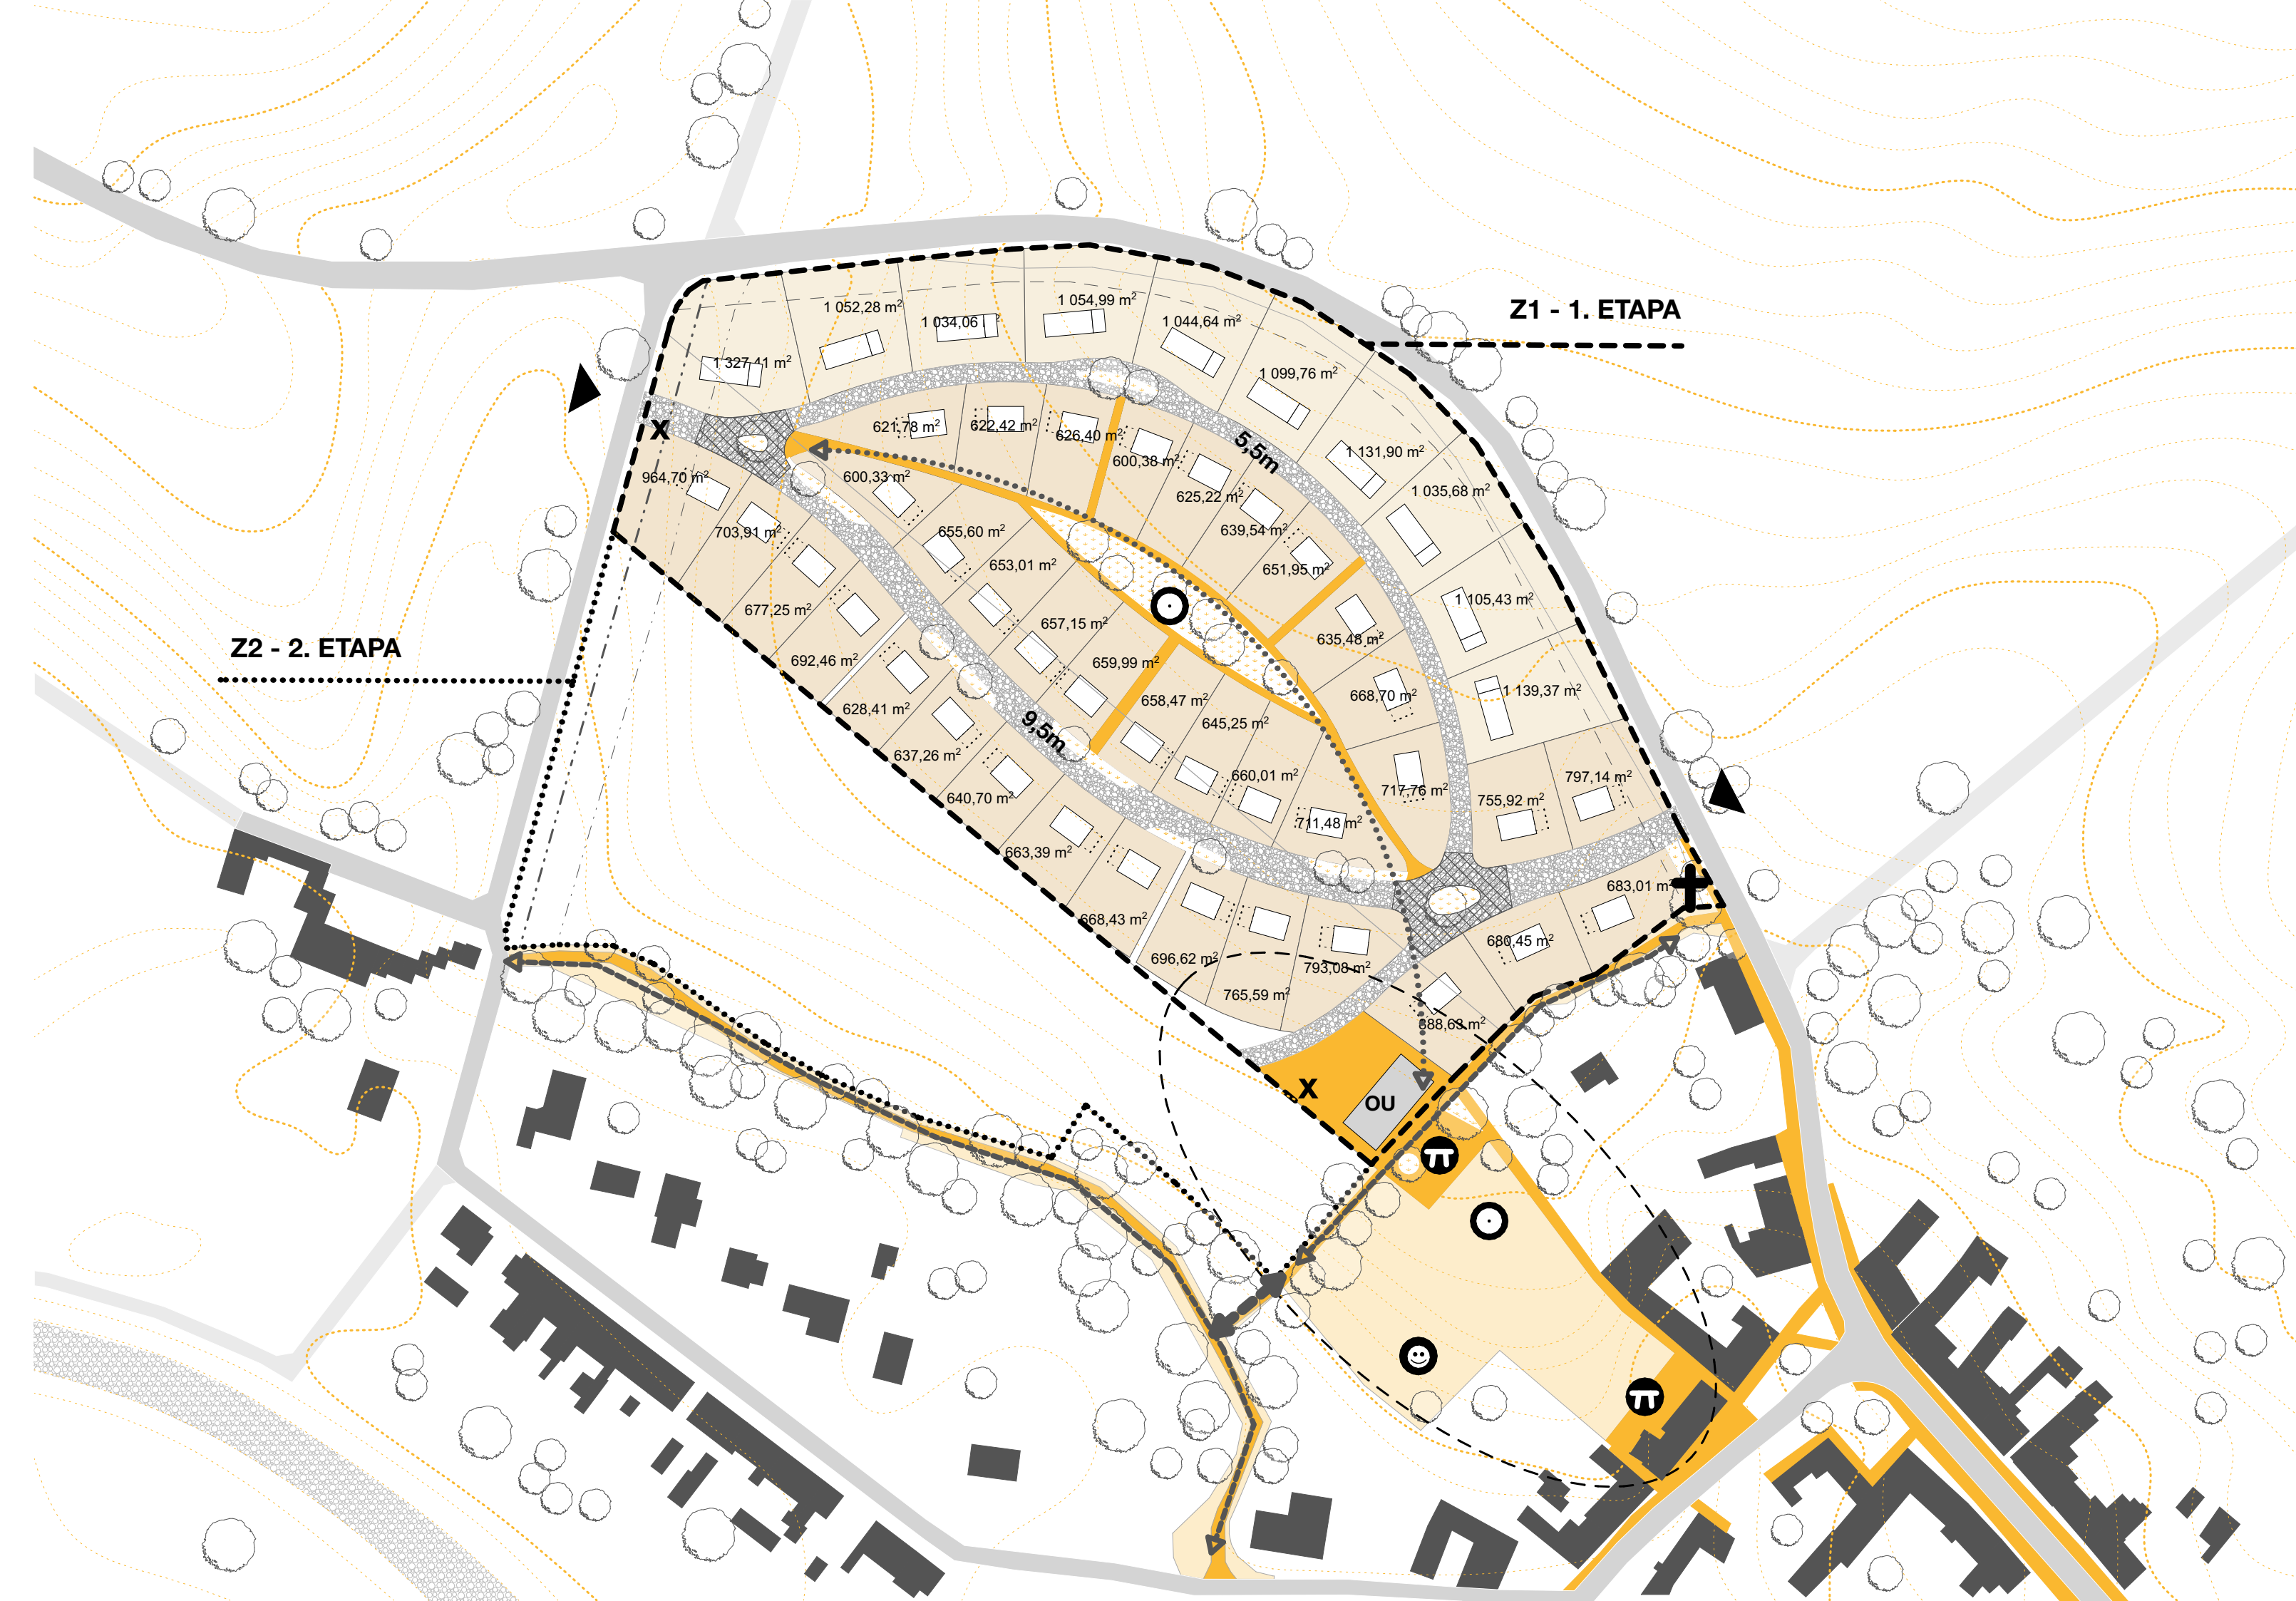 Z1 - 1. ETAPA
1 054,99 m²
1 052,28 m²
1 034,06
1 044,64 m²
1 327,41 m²
1 099,76 m²
621,78 m²
622,42 m²
626,40 m²
X
5,5m
1 131,90 m²
600,38 m²
964,70 m²
600,33 m²
1 035,68 m²
625,22 m²
703,91 m²
655,60 m²
639,54 m²
653,01 m²
651,95 m²
1 105,43 m²
677,25 m²
657,15 m²
635,48 m²
Z2 - 2. ETAPA
692,46 m²
659,99 m²
1 139,37 m²
668,70 m²
658,47 m²
628,41 m²
645,25 m²
9,5m
637,26 m²
660,01 m²
797,14 m²
717,76 m²
640,70 m²
755,92 m²
711,48 m²
663,39 m²
683,01 m²
668,43 m²
680,45 m²
696,62 m²
793,08 m²
765,59 m²
688,63 m²
X
OU